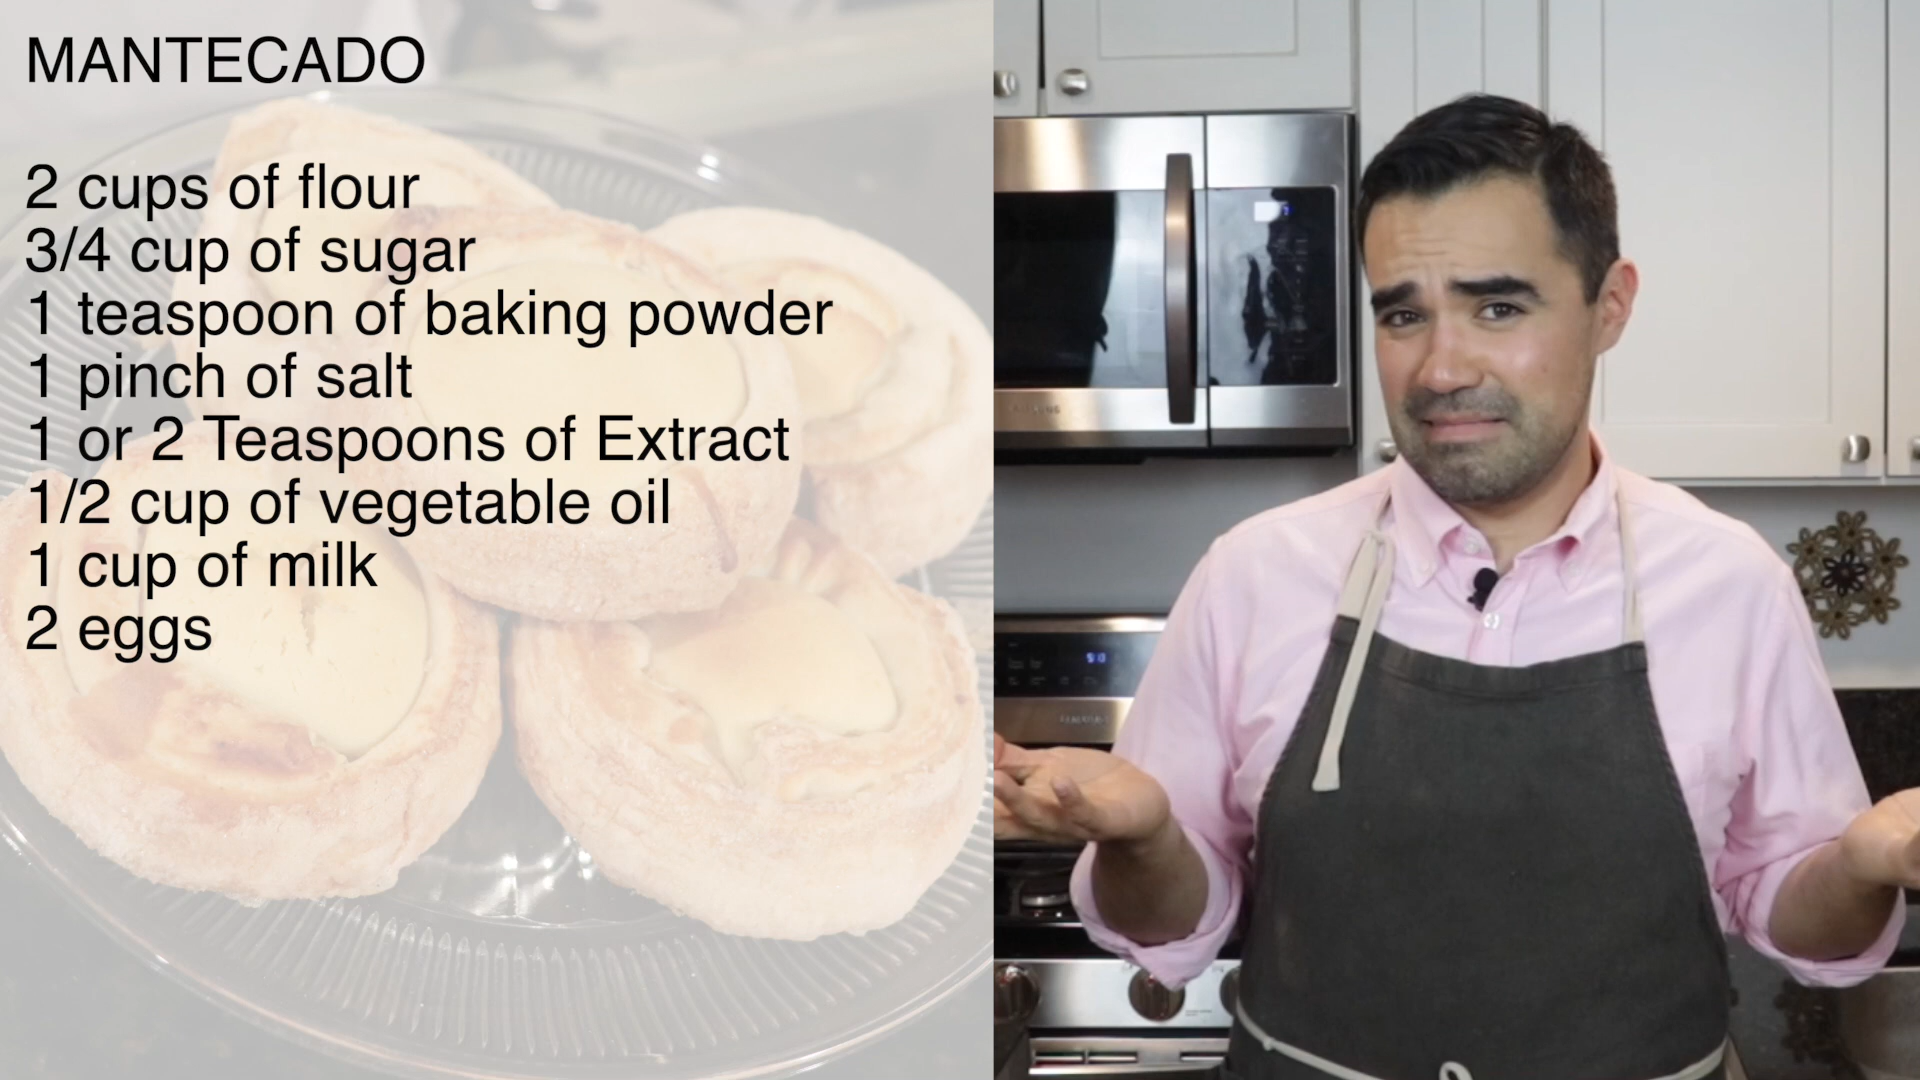 MANTECADO
2 cups of flour
3/4 cup of sugar
1 teaspoon of baking powder
1 pinch of salt
1 or 2 Teaspoons of Extract
1/2 cup of vegetable oil
1 cup of milk
2 eggs